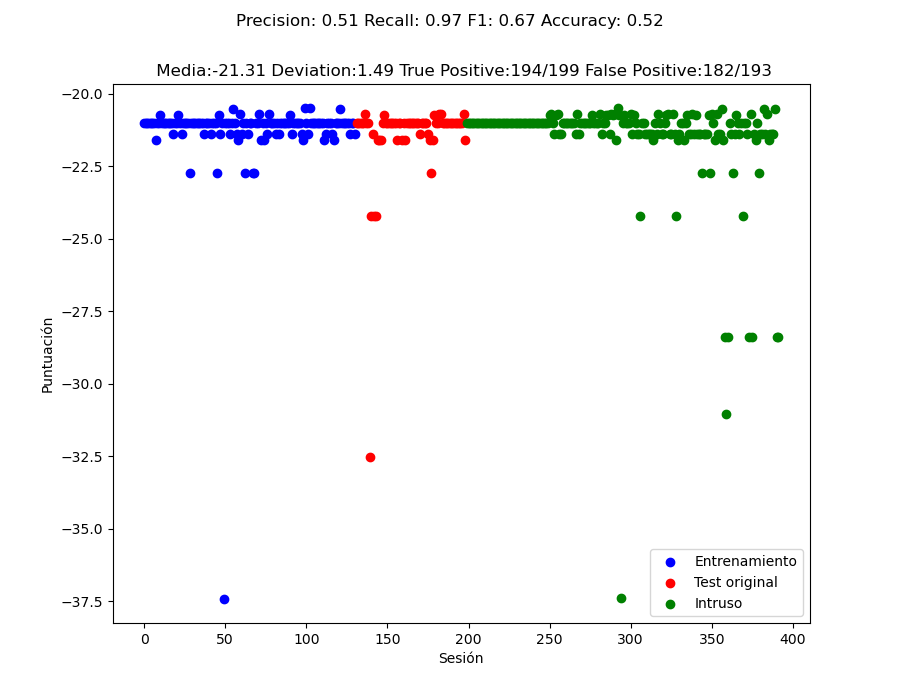 Precision: 0.51 Recall: 0.97 F1: 0.67 Accuracy: 0.52
Media:-21.31 Deviation:1.49 True Positive:194/199 False Positive:182/193
−20.0
−22.5
−25.0
−27.5
−30.0
−32.5
−35.0
−37.5
Puntuación
Entrenamiento
Test original
Intruso
0 50 100 150 200 250 300 350 400
Sesión